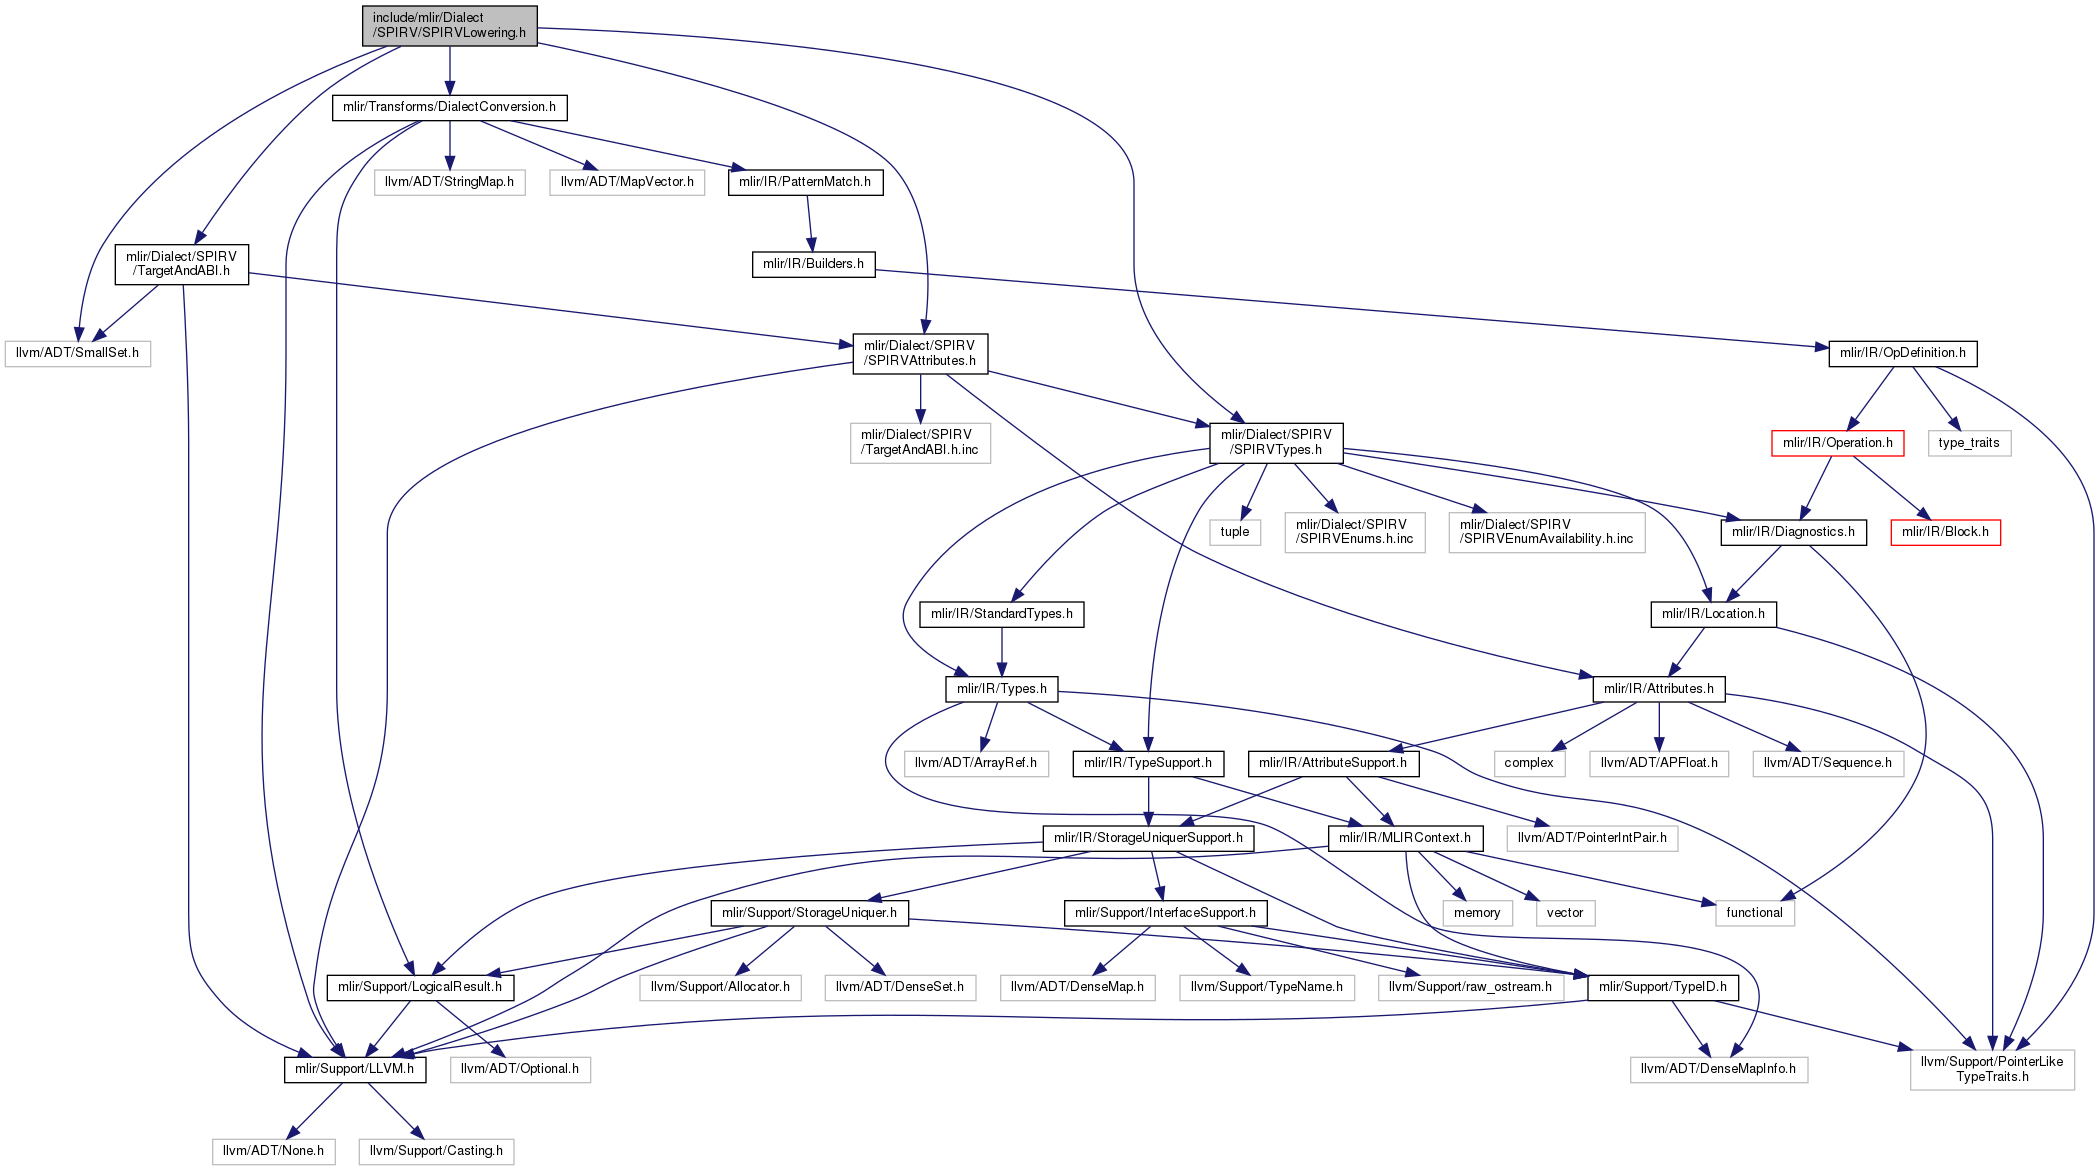 include/mlir/Dialect
/SPIRV/SPIRVLowering.h
mlir/Transforms/DialectConversion.h
llvm/ADT/StringMap.h
llvm/ADT/MapVector.h
mlir/IR/PatternMatch.h
mlir/Dialect/SPIRV
/TargetAndABI.h
mlir/IR/Builders.h
llvm/ADT/SmallSet.h
mlir/Dialect/SPIRV
/SPIRVAttributes.h
mlir/IR/OpDefinition.h
mlir/Dialect/SPIRV
/TargetAndABI.h.inc
mlir/Dialect/SPIRV
/SPIRVTypes.h
mlir/IR/Operation.h
type_traits
tuple
mlir/Dialect/SPIRV
/SPIRVEnums.h.inc
mlir/Dialect/SPIRV
/SPIRVEnumAvailability.h.inc
mlir/IR/Diagnostics.h
mlir/IR/Block.h
mlir/IR/StandardTypes.h
mlir/IR/Location.h
mlir/IR/Types.h
mlir/IR/Attributes.h
llvm/ADT/ArrayRef.h
mlir/IR/TypeSupport.h
mlir/IR/AttributeSupport.h
complex
llvm/ADT/APFloat.h
llvm/ADT/Sequence.h
mlir/IR/StorageUniquerSupport.h
mlir/IR/MLIRContext.h
llvm/ADT/PointerIntPair.h
mlir/Support/StorageUniquer.h
mlir/Support/InterfaceSupport.h
memory
vector
functional
mlir/Support/LogicalResult.h
llvm/Support/Allocator.h
llvm/ADT/DenseSet.h
llvm/ADT/DenseMap.h
llvm/Support/TypeName.h
llvm/Support/raw_ostream.h
mlir/Support/TypeID.h
mlir/Support/LLVM.h
llvm/ADT/Optional.h
llvm/ADT/DenseMapInfo.h
llvm/Support/PointerLike
TypeTraits.h
llvm/ADT/None.h
llvm/Support/Casting.h